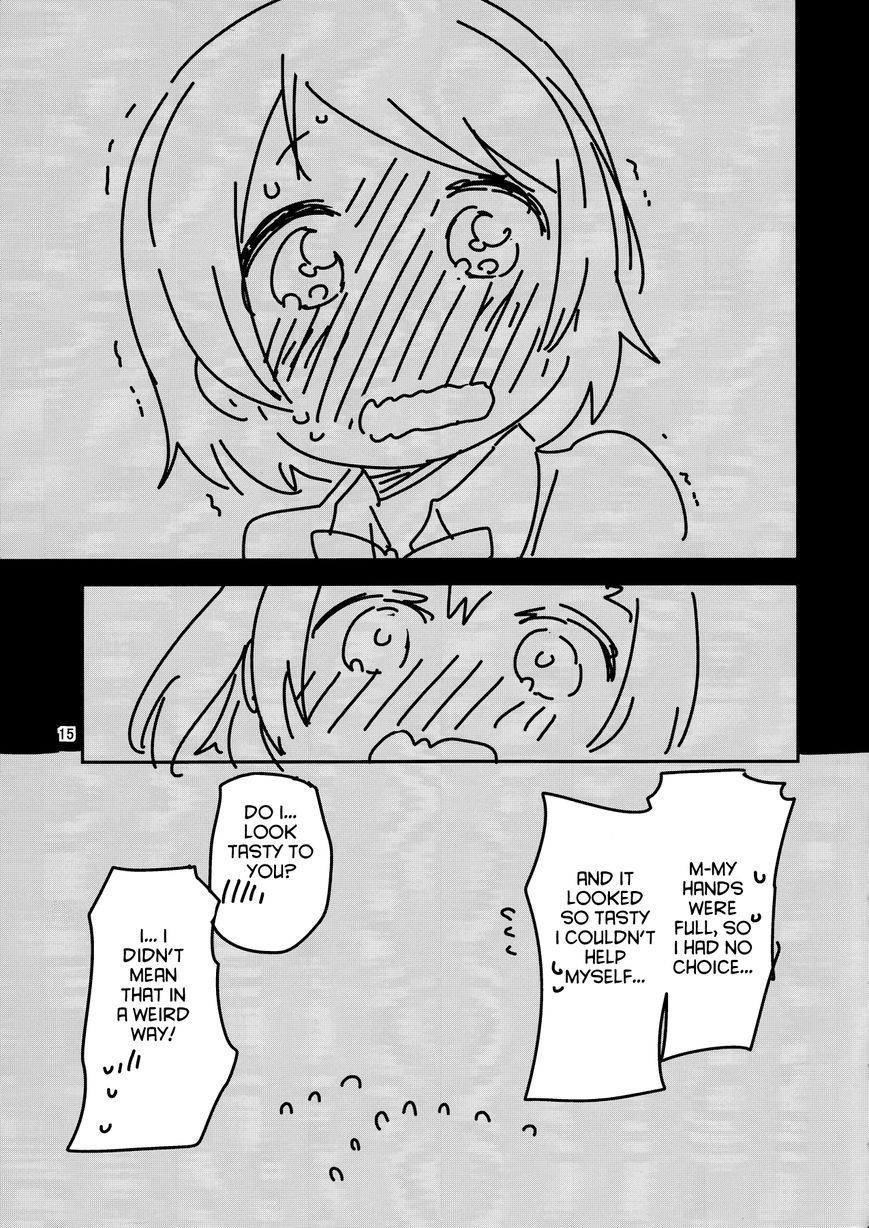 15
M-MY
HANDS
WERE
FULL, SO
I HAD NO
CHOICE...
AND IT
LOOKED
SO TASTY
I COULDN'T
HELP
MYSELF...
DO I...
LOOK
TASTY TO
YOU?
I... I
DIDN'T
MEAN
THAT IN
A WEIRD
WAY!